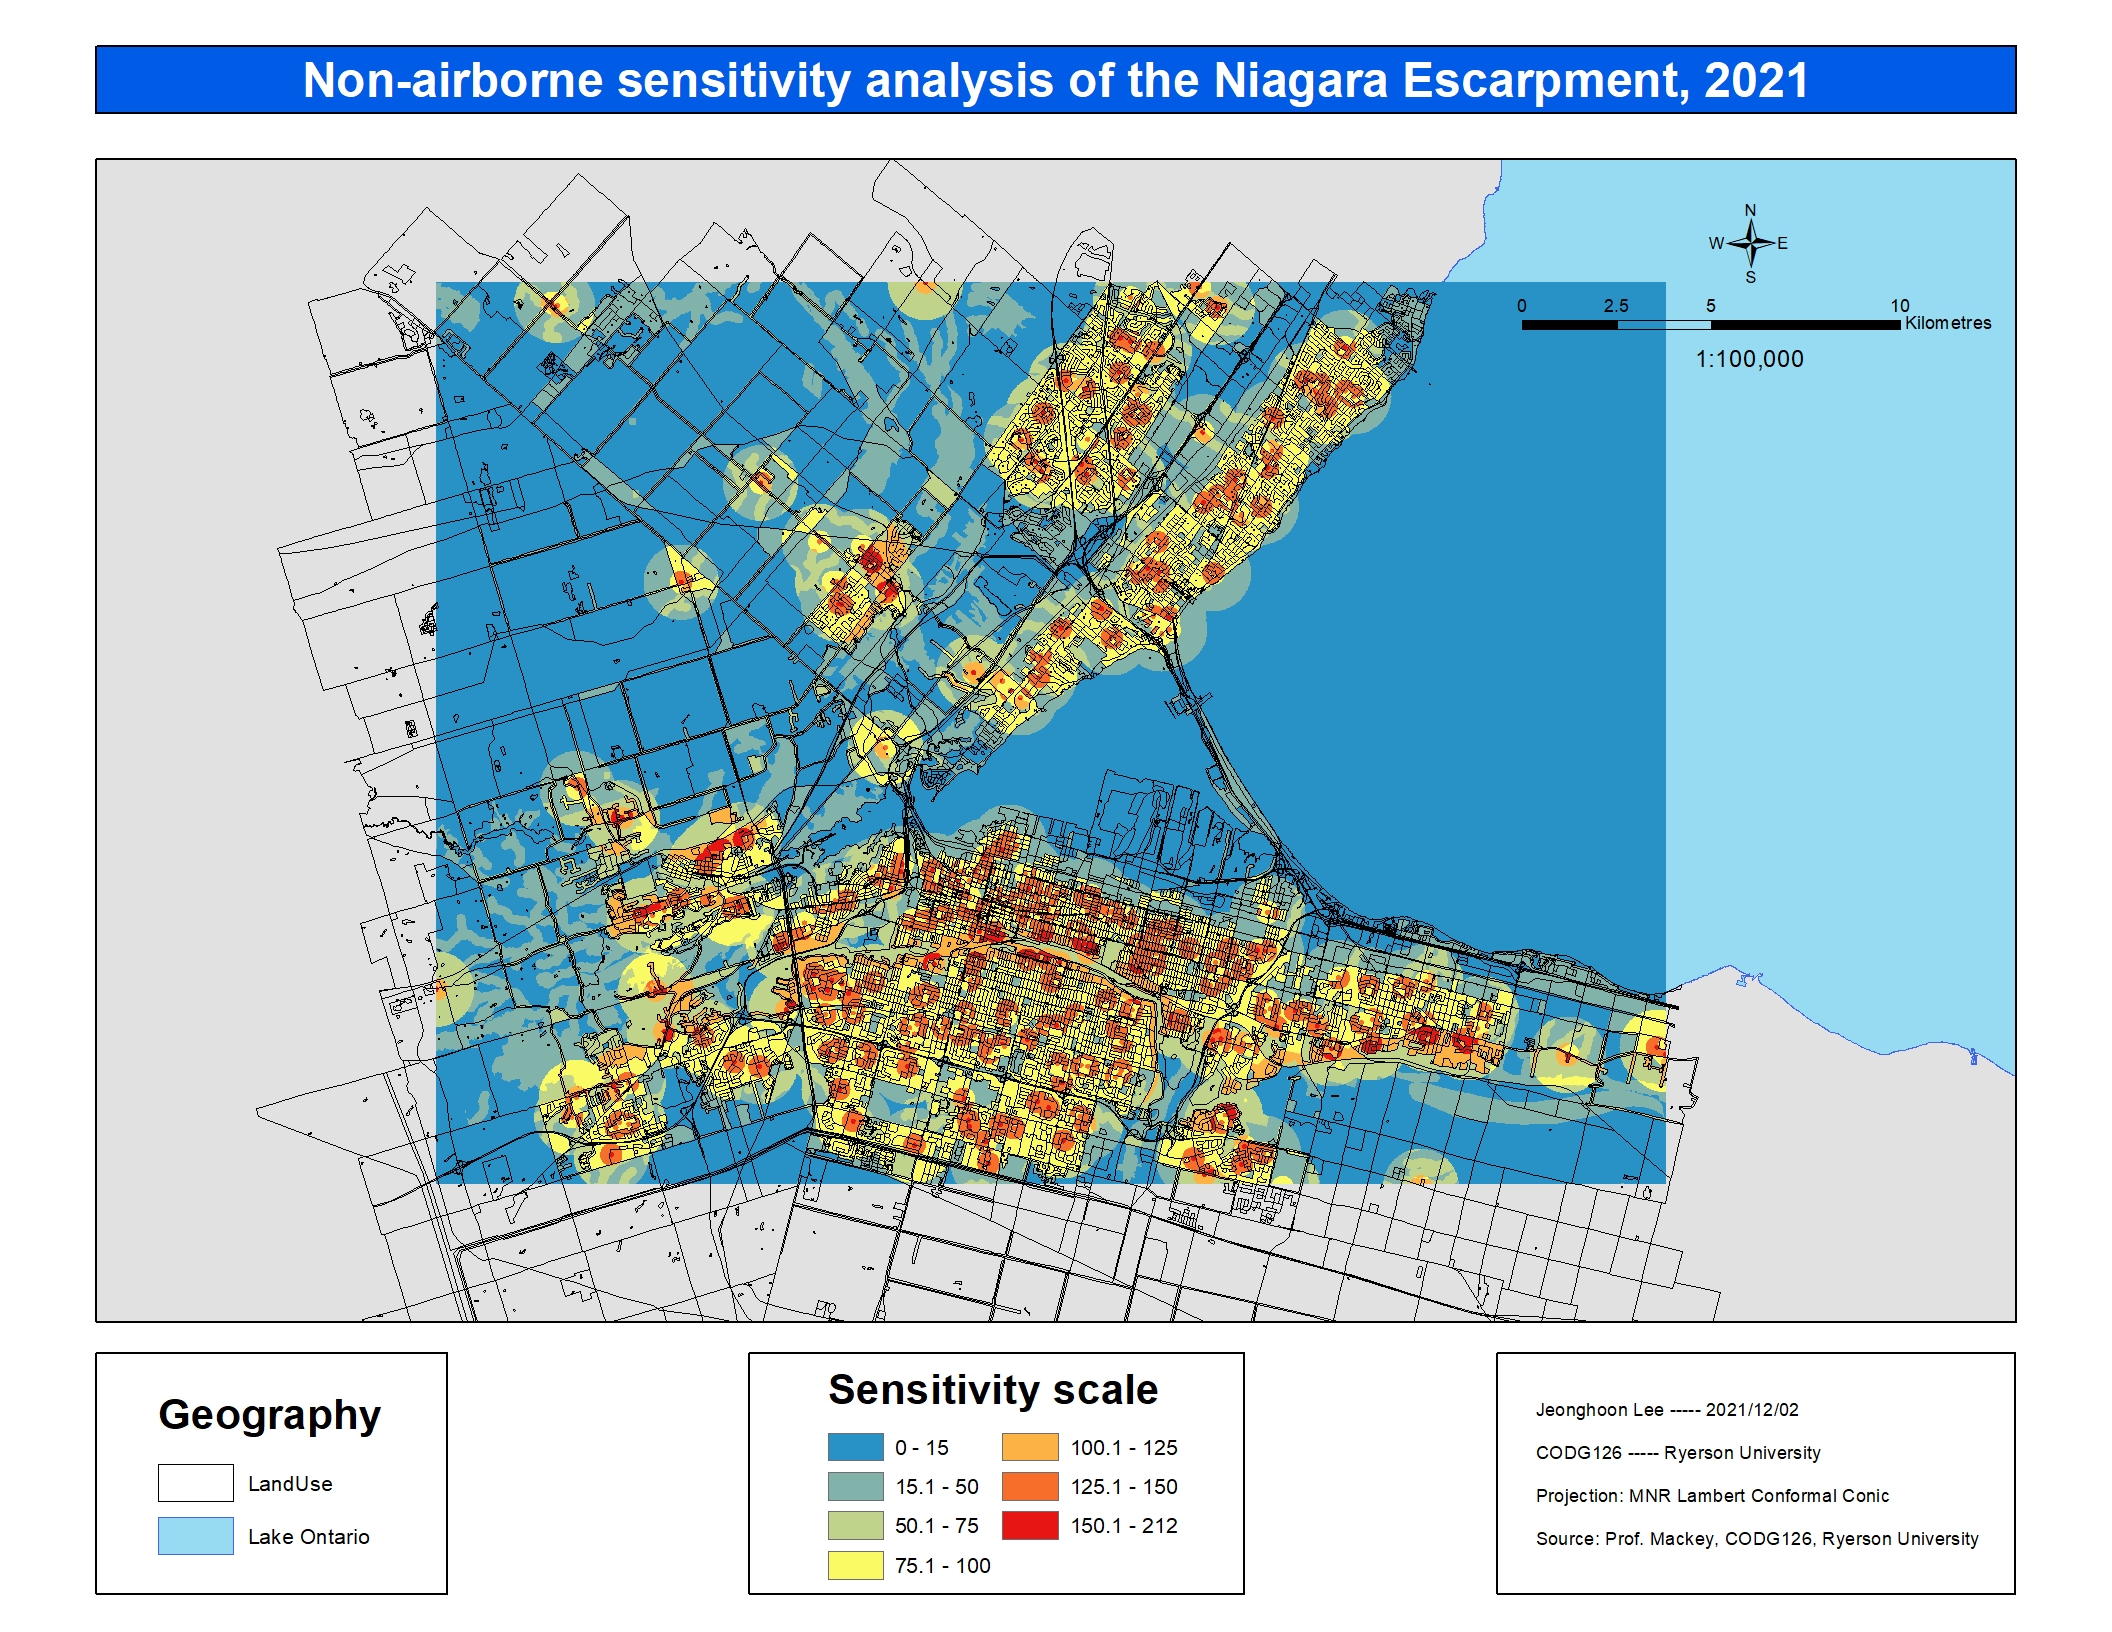 Non-airborne sensitivity analysis of the Niagara Escarpment, 2021
N
W E
S
0 2.5 5 10
Kilometres
1:100,000
Geography
LandUse
Lake Ontario
Sensitivity scale
0 - 15
15.1 - 50
50.1 - 75
75.1 - 100
100.1 - 125
125.1 - 150
150.1 - 212
Jeonghoon Lee ----- 2021/12/02
CODG126 ----- Ryerson University
Projection: MNR Lambert Conformal Conic
Source: Prof. Mackey, CODG126, Ryerson University